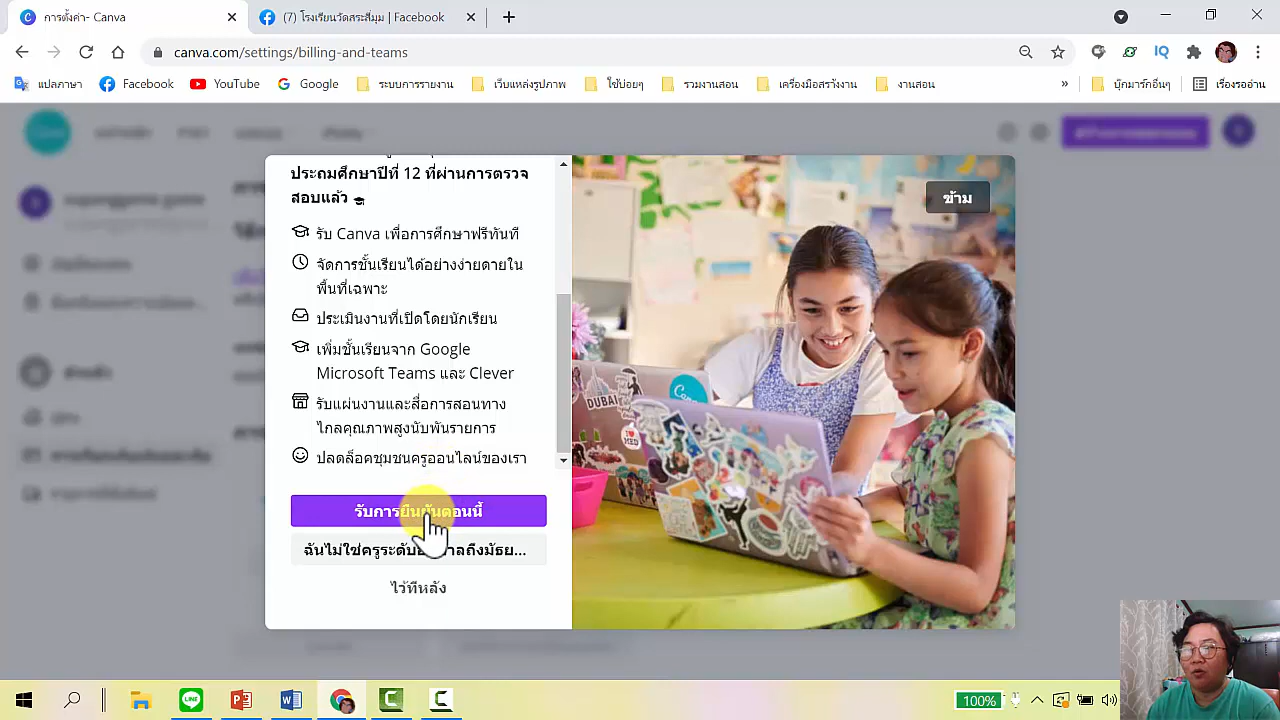 การตั้งค่า- Canva
(7) โรงเรียนวัดสระสี่มุม | Facebook
canva.com/settings/billing-and-teams
แปลภาษา
Facebook
YouTube
Google
ระบบการรายงาน
เว็บแหล่งรูปภาพ
ใช้บ่อยๆ
รวมงานสอน
เครื่องมือสร้างงาน
งานสอน
»
บุ๊กมาร์กอื่นๆ
เรื่องรออ่าน
ประถมศึกษาปีที่ 12 ที่ผ่านการตรวจ
สอบแล้ว
ข้าม
รับ Canva เพื่อการศึกษาฟรีทันที
จัดการชั้นเรียนได้อย่างง่ายดายใน
พื้นที่เฉพาะ
ประเมินงานที่เปิดโดยนักเรียน
เพิ่มชั้นเรียนจาก Google
Microsoft Teams และ Clever
รับแผ่นงานและสื่อการสอนทาง
ไกลคุณภาพสูงนับพันรายการ
ปลดล็อคชุมชนครูออนไลน์ของเรา
รับการยืนยันตอนนี้
ฉันไม่ใช่ครูระดับ
ไว้ทีหลัง
DUBAI
100%